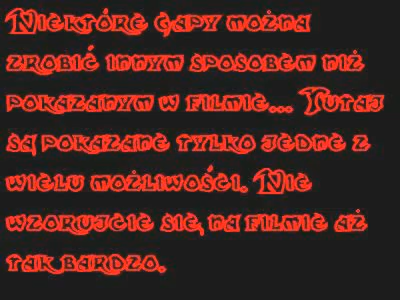 Niektóre gapy można
zrobić innym sposobem niż
pokazanym w filmie... Tutaj
są pokazane tylko jedne z
wielu możliwości. Nie
wzorujcie się na filmie aż
tak bardzo.